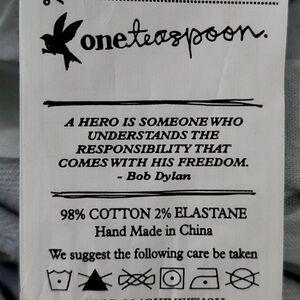 oneteaspoon.
A HERO IS SOMEONE WHO
UNDERSTANDS THE
RESPONSIBILITY THAT
COMES WITH HIS FREEDOM.
- Bob Dylan
98% COTTON 2% ELASTANE
Hand Made in China
We suggest the following care be taken